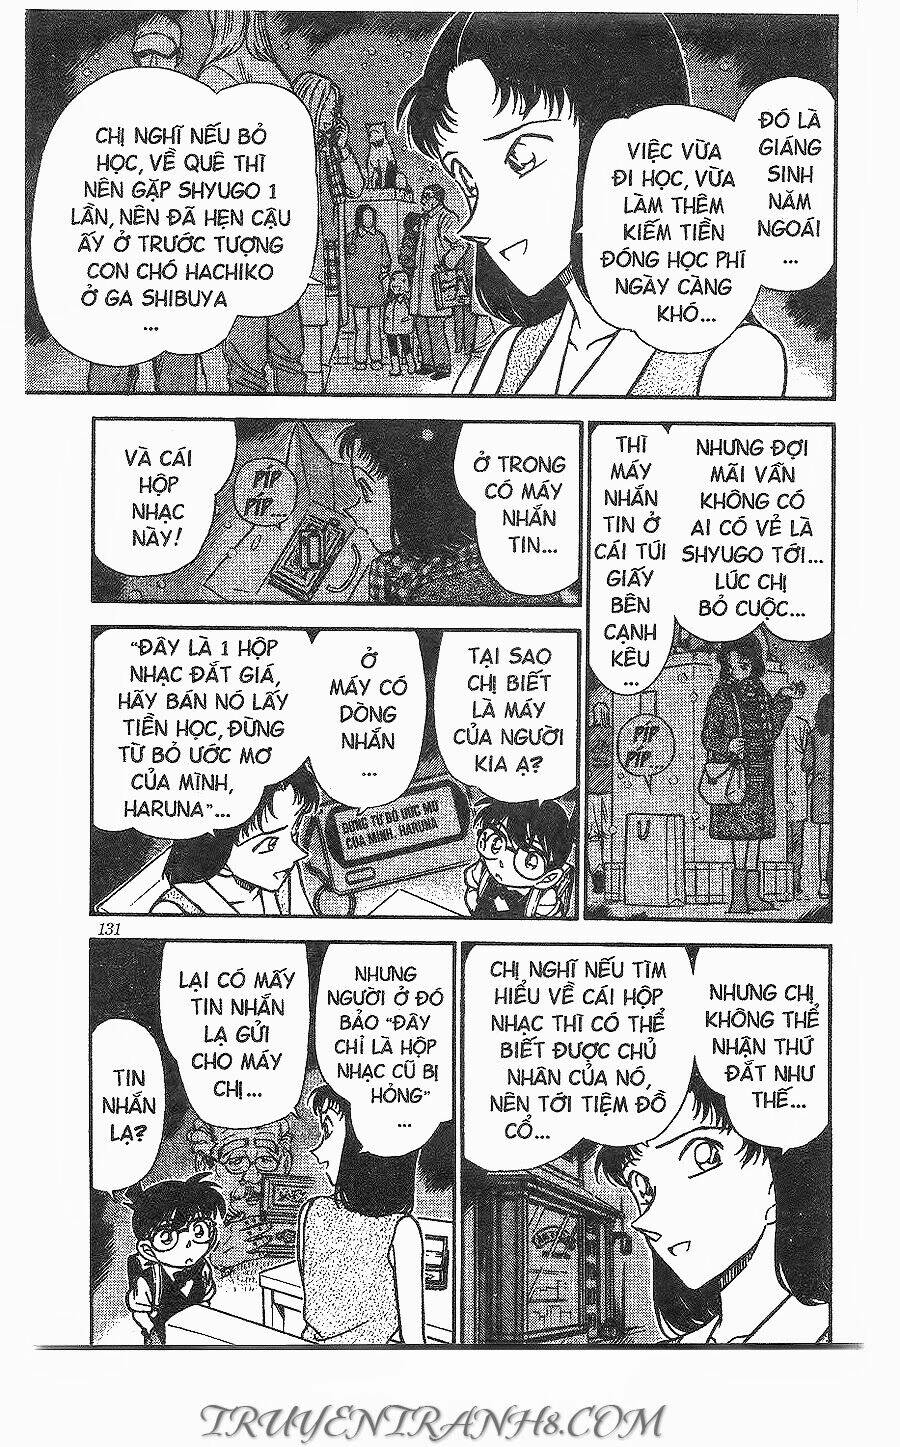 ĐÓ LÀ
GIÁNG
SINH
NĂM
NGOÁI
...
VIỆC VỪA
ĐI HỌC, VỪA
LÀM THÊM
KIẾM TIỀN
ĐÓNG HỌC PHÍ
NGÀY CÀNG
KHÓ...
CHỊ NGHĨ NẾU BỎ
HỌC, VỀ QUÊ THÌ
NÊN GẶP SHYUGO 1
LẦN, NÊN ĐÃ HẸN CẬU
ẤY Ở TRƯỚC TƯỢNG
CON CHÓ HACHIKO
Ở GA SHIBUYA
...
NHƯNG ĐỢI
MÃI VẪN
KHÔNG CÓ
AI CÓ VẺ LÀ
SHYUGO TỚI...
LÚC CHỊ
BỎ CUỘC...
THÌ
MÁY
NHẮN
TIN Ở
CÁI TÚI
GIẤY
BÊN
CẠNH
KÊU
...
PÍP
PÍP...
Ở TRONG
CÓ MÁY
NHẮN
TIN...
PÍP
PÍP...
VÀ CÁI
HỘP
NHẠC
NÀY!
TẠI SAO
CHỊ BIẾT
LÀ MÁY
CỦA NGƯỜI
KIA Ạ?
Ở
MÁY CÓ
DÒNG
NHẮN
...
"ĐÂY LÀ 1 HỘP
NHẠC ĐẮT GIÁ,
HÃY BÁN NÓ LẤY
TIỀN HỌC, ĐỪNG
TỪ BỎ ƯỚC MƠ
CỦA MÌNH,
HARUNA"...
ĐỪNG TỪ BỎ ƯỚC MƠ
CỦA MÌNH, HARUNA
131
NHƯNG CHỊ
KHÔNG THỂ
NHẬN THỨ
ĐẮT NHƯ
THẾ...
CHỊ NGHĨ NẾU TÌM
HIỂU VỀ CÁI HỘP
NHẠC THÌ CÓ THỂ
BIẾT ĐƯỢC CHỦ
NHÂN CỦA NÓ,
NÊN TỚI TIỆM ĐỒ
CỔ...
NHƯNG
NGƯỜI Ở ĐÓ
BẢO "ĐÂY
CHỈ LÀ HỘP
NHẠC CŨ BỊ
HỎNG"
...
LẠI CÓ MẤY
TIN NHẮN
LẠ GỬI
CHO MÁY
CHỊ...
TIN
NHẮN
LẠ?
TRUYENTRANH8.COM